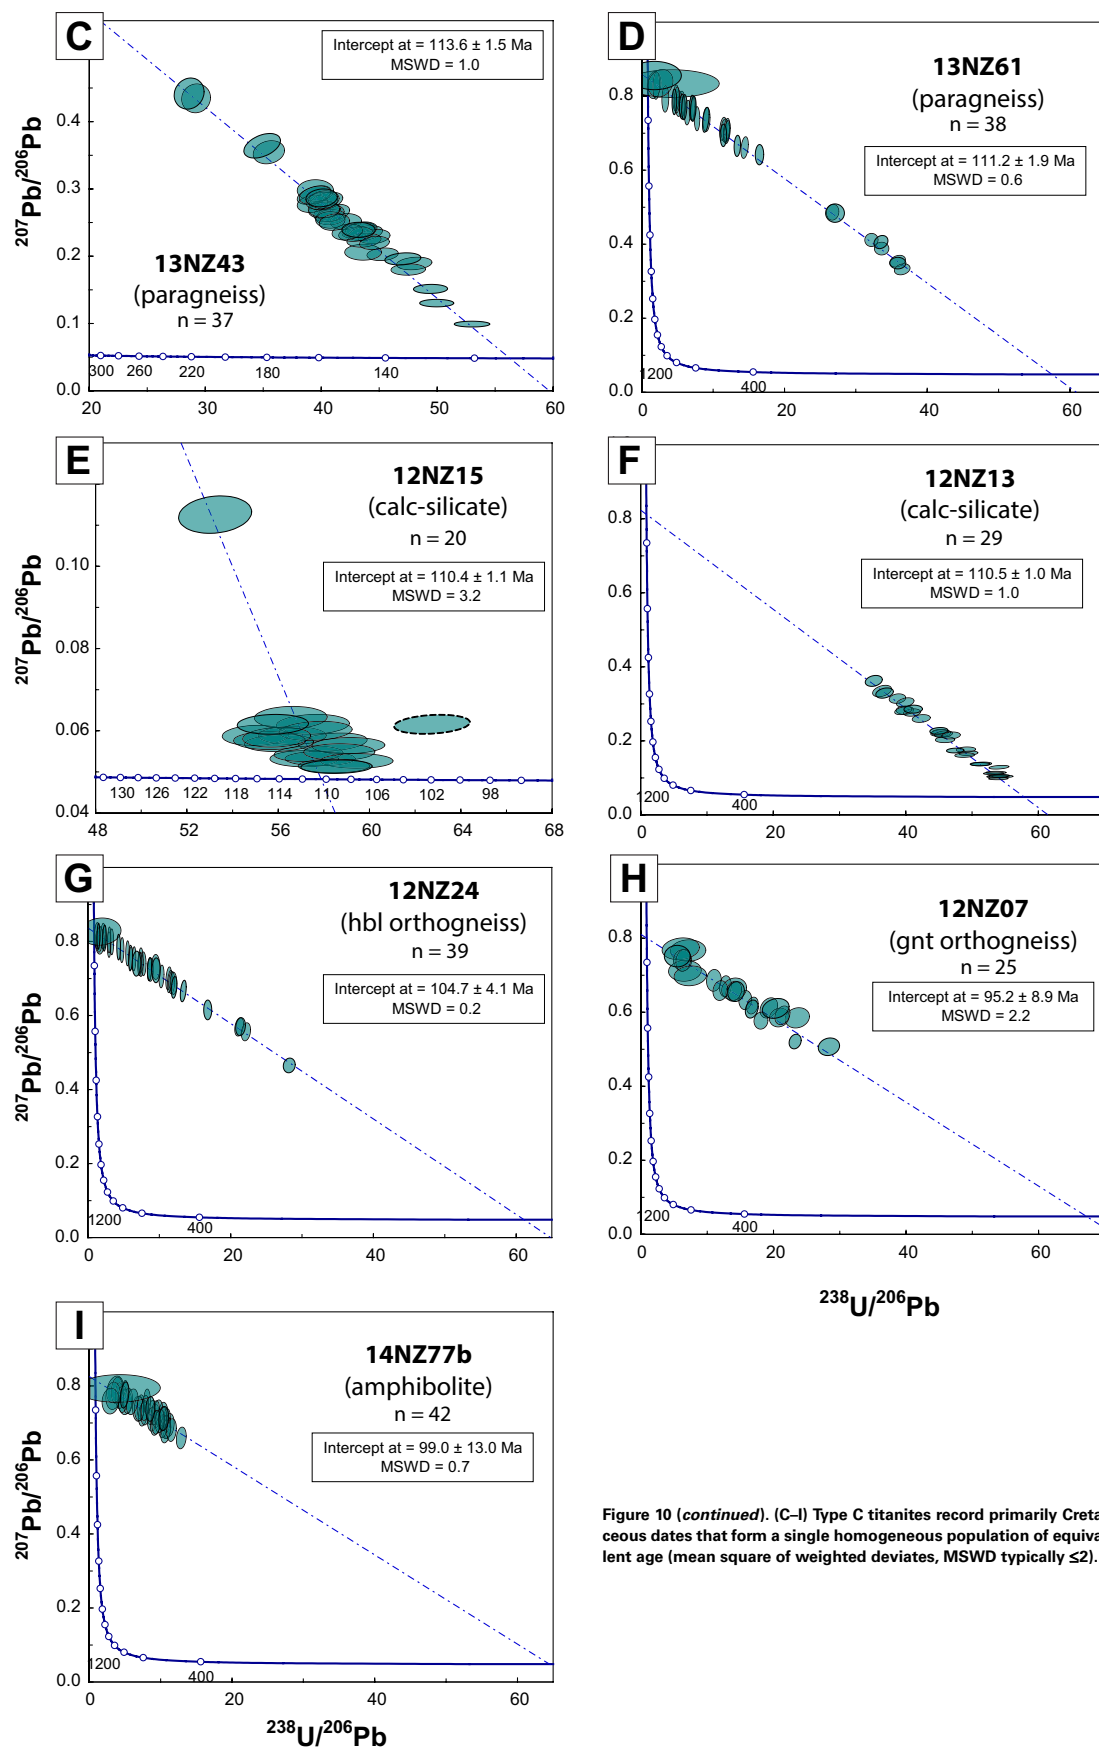 C
Intercept at = 113.6 ± 1.5 Ma
MSWD = 1.0
13NZ43
(paragneiss)
n = 37
207Pb/206Pb
0.4
0.3
0.2
0.1
0.0
300 260 220 180 140
20 30 40 50 60
D
13NZ61
(paragneiss)
n = 38
Intercept at = 111.2 ± 1.9 Ma
MSWD = 0.6
0.8
0.6
0.4
0.2
0.0
1200 400
0 20 40 60
E
12NZ15
(calc-silicate)
n = 20
Intercept at = 110.4 ± 1.1 Ma
MSWD = 3.2
207Pb/206Pb
0.10
0.08
0.06
0.04
130 126 122 118 114 110 106 102 98
48 52 56 60 64 68
F
12NZ13
(calc-silicate)
n = 29
Intercept at = 110.5 ± 1.0 Ma
MSWD = 1.0
0.8
0.6
0.4
0.2
0.0
1200 400
0 20 40 60
G
12NZ24
(hbl orthogneiss)
n = 39
Intercept at = 104.7 ± 4.1 Ma
MSWD = 0.2
207Pb/206Pb
0.8
0.6
0.4
0.2
0.0
1200 400
0 20 40 60
H
12NZ07
(gnt orthogneiss)
n = 25
Intercept at = 95.2 ± 8.9 Ma
MSWD = 2.2
0.8
0.6
0.4
0.2
0.0
1200 400
0 20 40 60
238U/206Pb
I
14NZ77b
(amphibolite)
n = 42
Intercept at = 99.0 ± 13.0 Ma
MSWD = 0.7
207Pb/206Pb
0.8
0.6
0.4
0.2
0.0
1200 400
0 20 40 60
238U/206Pb
Figure 10 (continued). (C–I) Type C titanites record primarily Creta
ceous dates that form a single homogeneous population of equiva
lent age (mean square of weighted deviates, MSWD typically ≤2).